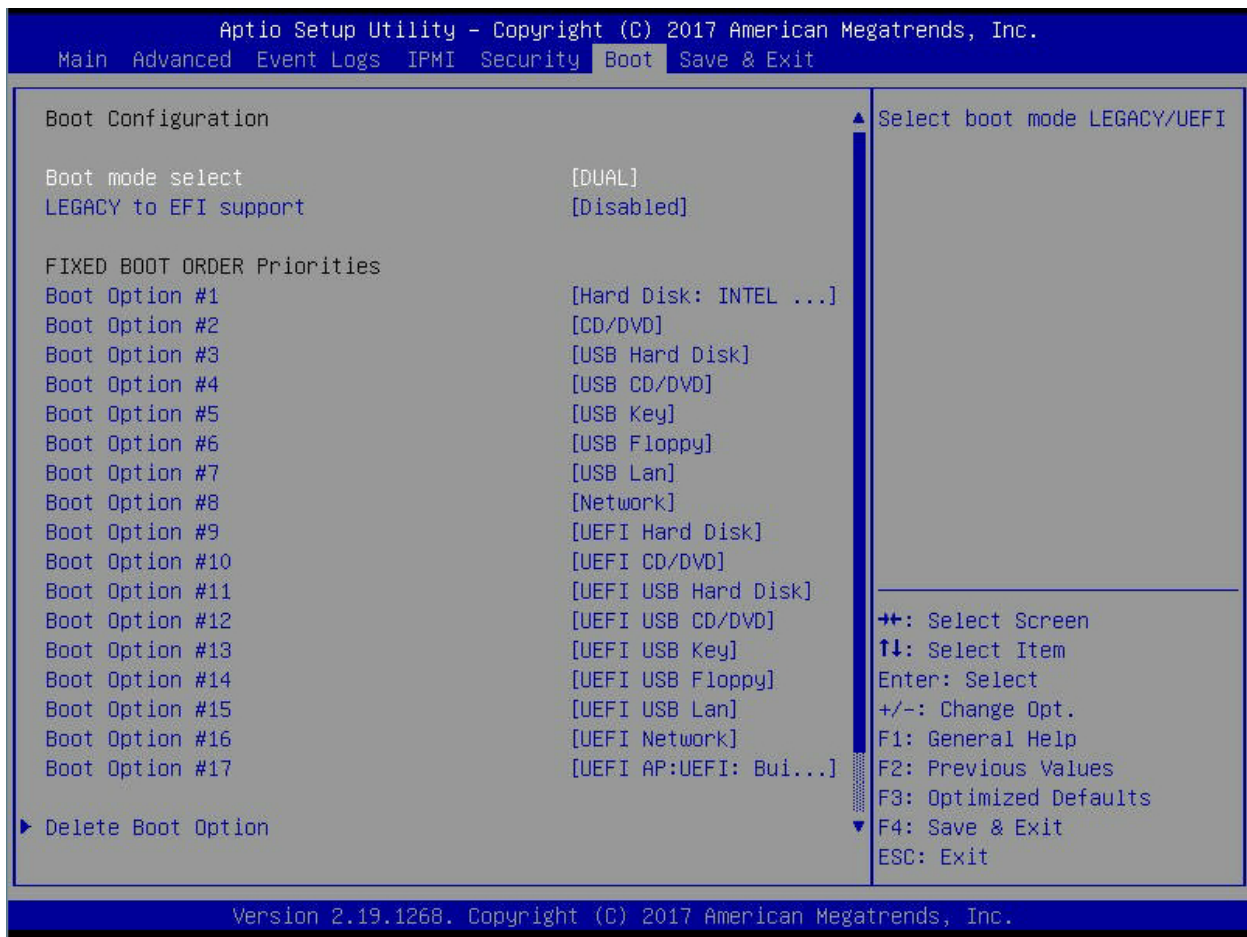 Aptio Setup Utility – Copyright (C) 2017 American Megatrends, Inc.
Main Advanced Event Logs IPMI Security Boot Save & Exit
Boot Configuration
Boot mode select [DUAL]
LEGACY to EFI support [Disabled]
FIXED BOOT ORDER Priorities
Boot Option #1 [Hard Disk: INTEL ...]
Boot Option #2 [CD/DVD]
Boot Option #3 [USB Hard Disk]
Boot Option #4 [USB CD/DVD]
Boot Option #5 [USB Key]
Boot Option #6 [USB Floppy]
Boot Option #7 [USB Lan]
Boot Option #8 [Network]
Boot Option #9 [UEFI Hard Disk]
Boot Option #10 [UEFI CD/DVD]
Boot Option #11 [UEFI USB Hard Disk]
Boot Option #12 [UEFI USB CD/DVD]
Boot Option #13 [UEFI USB Key]
Boot Option #14 [UEFI USB Floppy]
Boot Option #15 [UEFI USB Lan]
Boot Option #16 [UEFI Network]
Boot Option #17 [UEFI AP:UEFI: Bui...]
▶ Delete Boot Option
Select boot mode LEGACY/UEFI
→←: Select Screen
↑↓: Select Item
Enter: Select
+/-: Change Opt.
F1: General Help
F2: Previous Values
F3: Optimized Defaults
F4: Save & Exit
ESC: Exit
Version 2.19.1268. Copyright (C) 2017 American Megatrends, Inc.